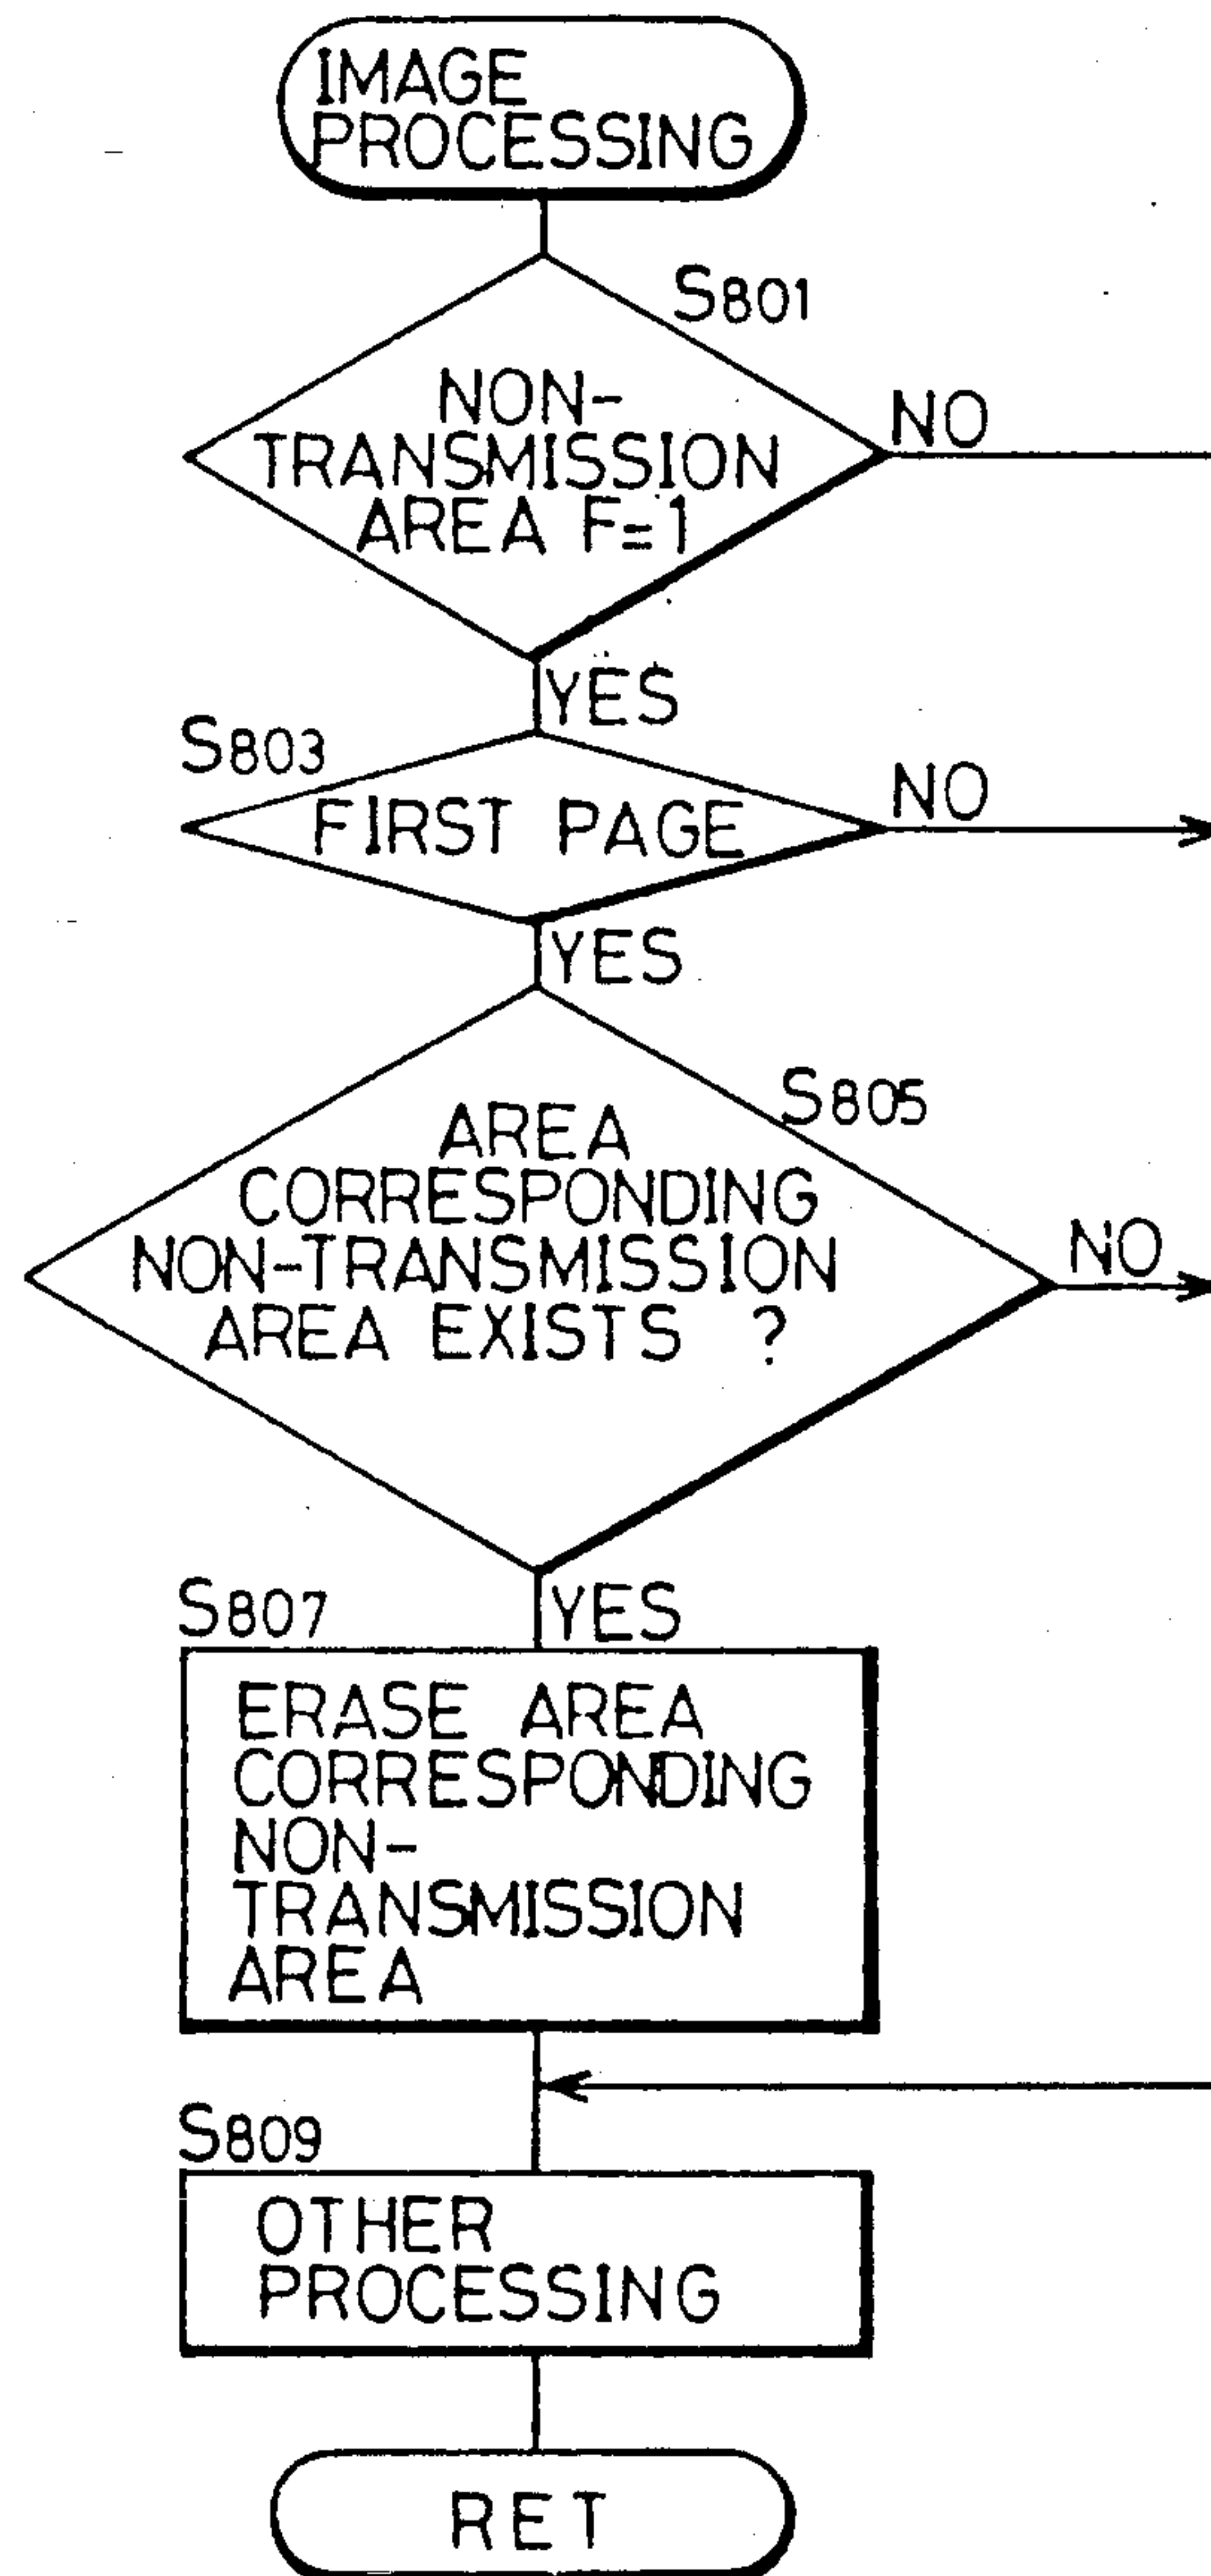 IMAGE
PROCESSING
S801
NON-
TRANSMISSION
AREA F=1
NO
YES
S803
FIRST PAGE
NO
YES
S805
AREA
CORRESPONDING
NON-TRANSMISSION
AREA EXISTS ?
NO
YES
S807
ERASE AREA
CORRESPONDING
NON-
TRANSMISSION
AREA
S809
OTHER
PROCESSING
RET